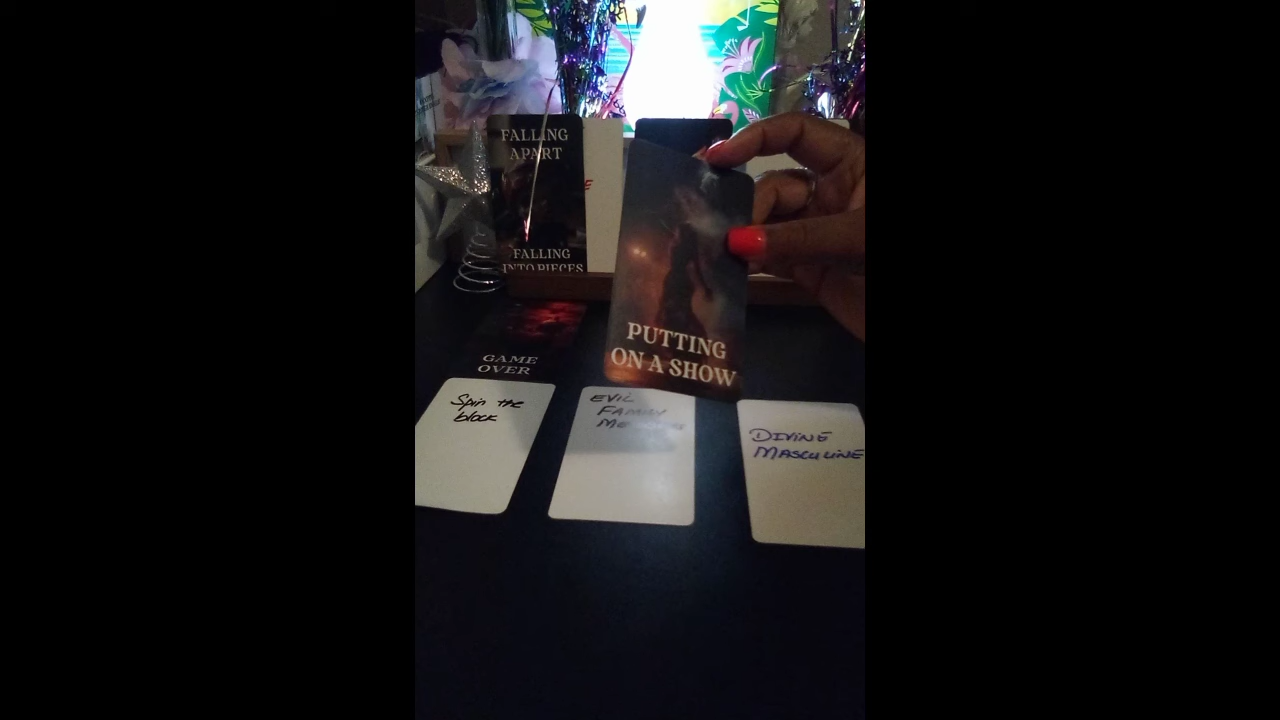 FALLING
APART
FALLING
INTO PIECES
PUTTING
ON A SHOW
GAME
OVER
Spin the
block
EVIL
FAMILY
DIVINE
MASCULINE